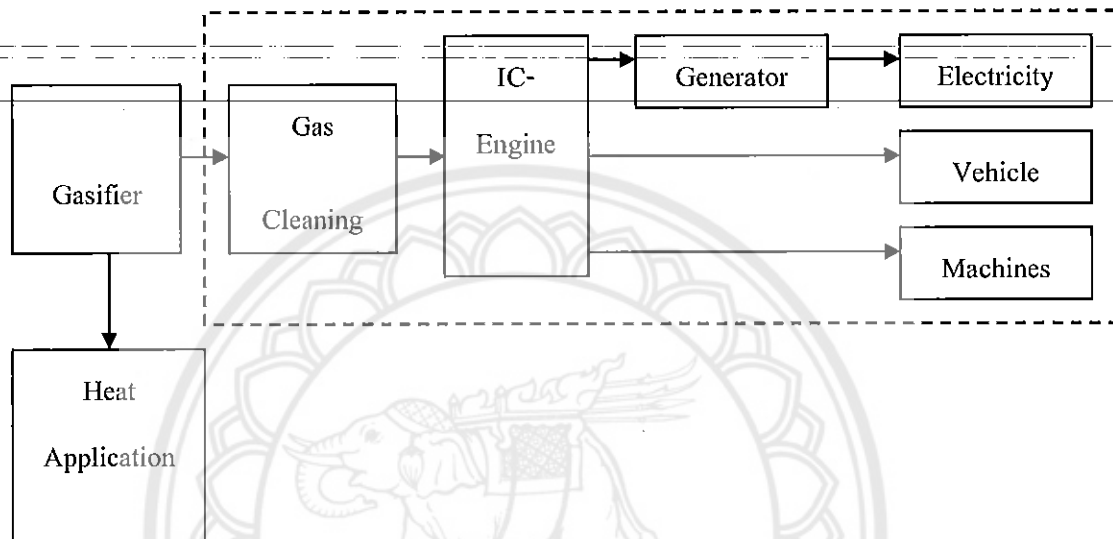 Gasifier
Gas
Cleaning
IC-
Engine
Generator
Electricity
Vehicle
Machines
Heat
Application